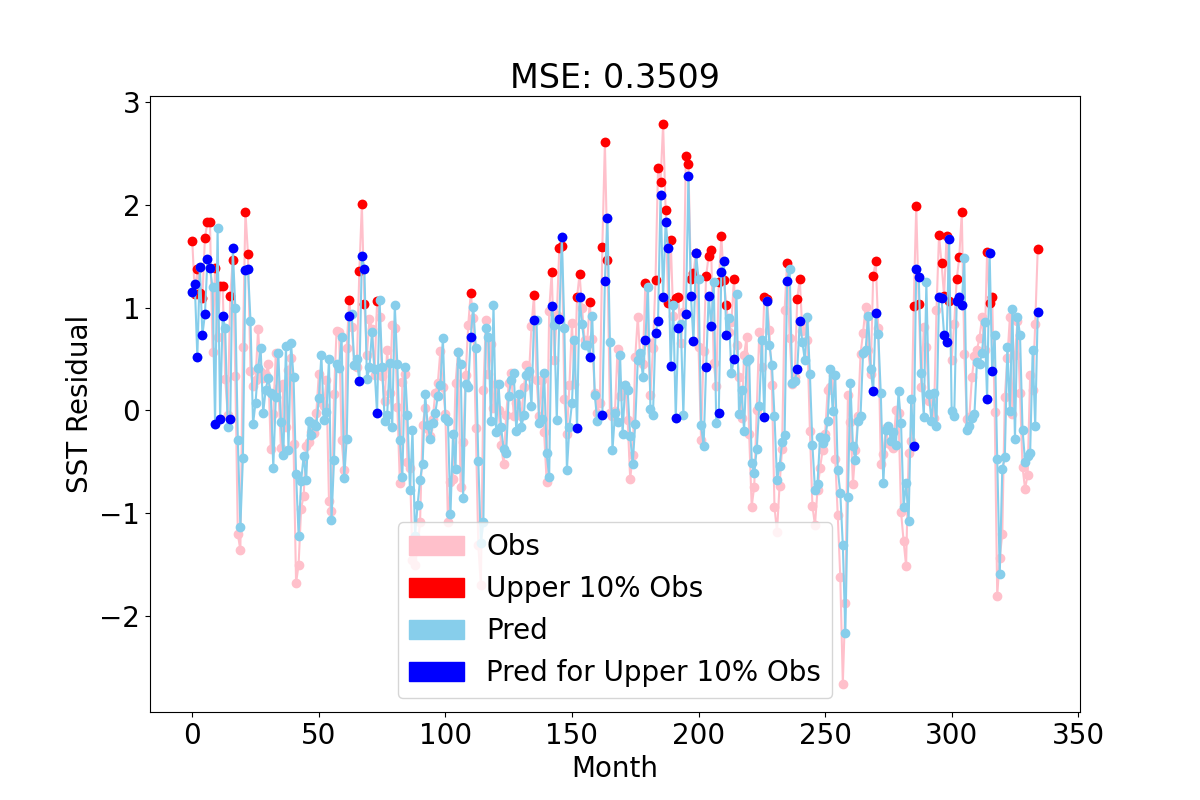 MSE: 0.3509
3
2
1
0
−1
−2
SST Residual
Obs
Upper 10% Obs
Pred
Pred for Upper 10% Obs
0 50 100 150 200 250 300 350
Month